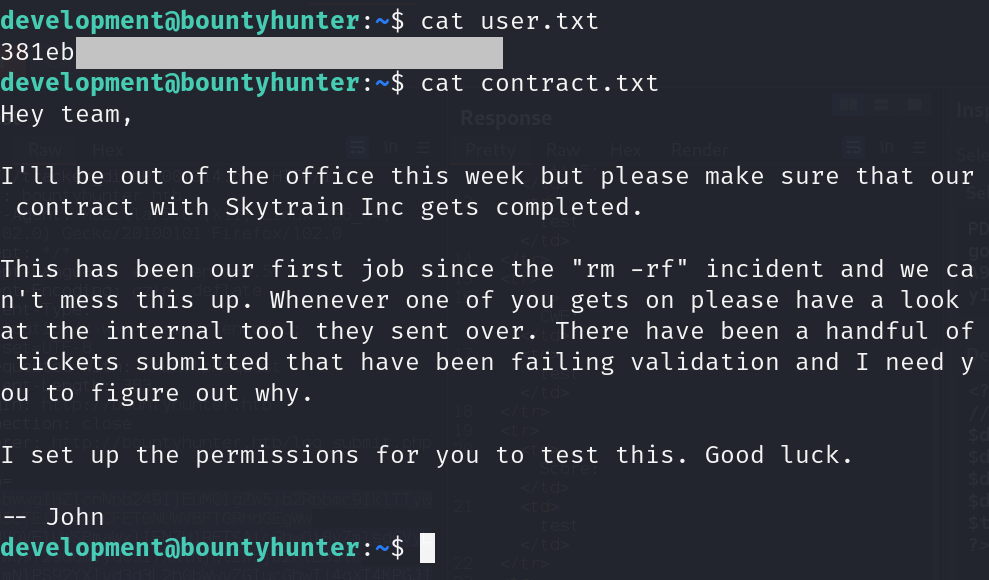 development@bountyhunter:~$ cat user.txt
381eb
development@bountyhunter:~$ cat contract.txt
Hey team,
I'll be out of the office this week but please make sure that our
 contract with Skytrain Inc gets completed.
This has been our first job since the "rm -rf" incident and we ca
n't mess this up. Whenever one of you gets on please have a look
at the internal tool they sent over. There have been a handful of
 tickets submitted that have been failing validation and I need y
ou to figure out why.
I set up the permissions for you to test this. Good luck.
-- John
development@bountyhunter:~$